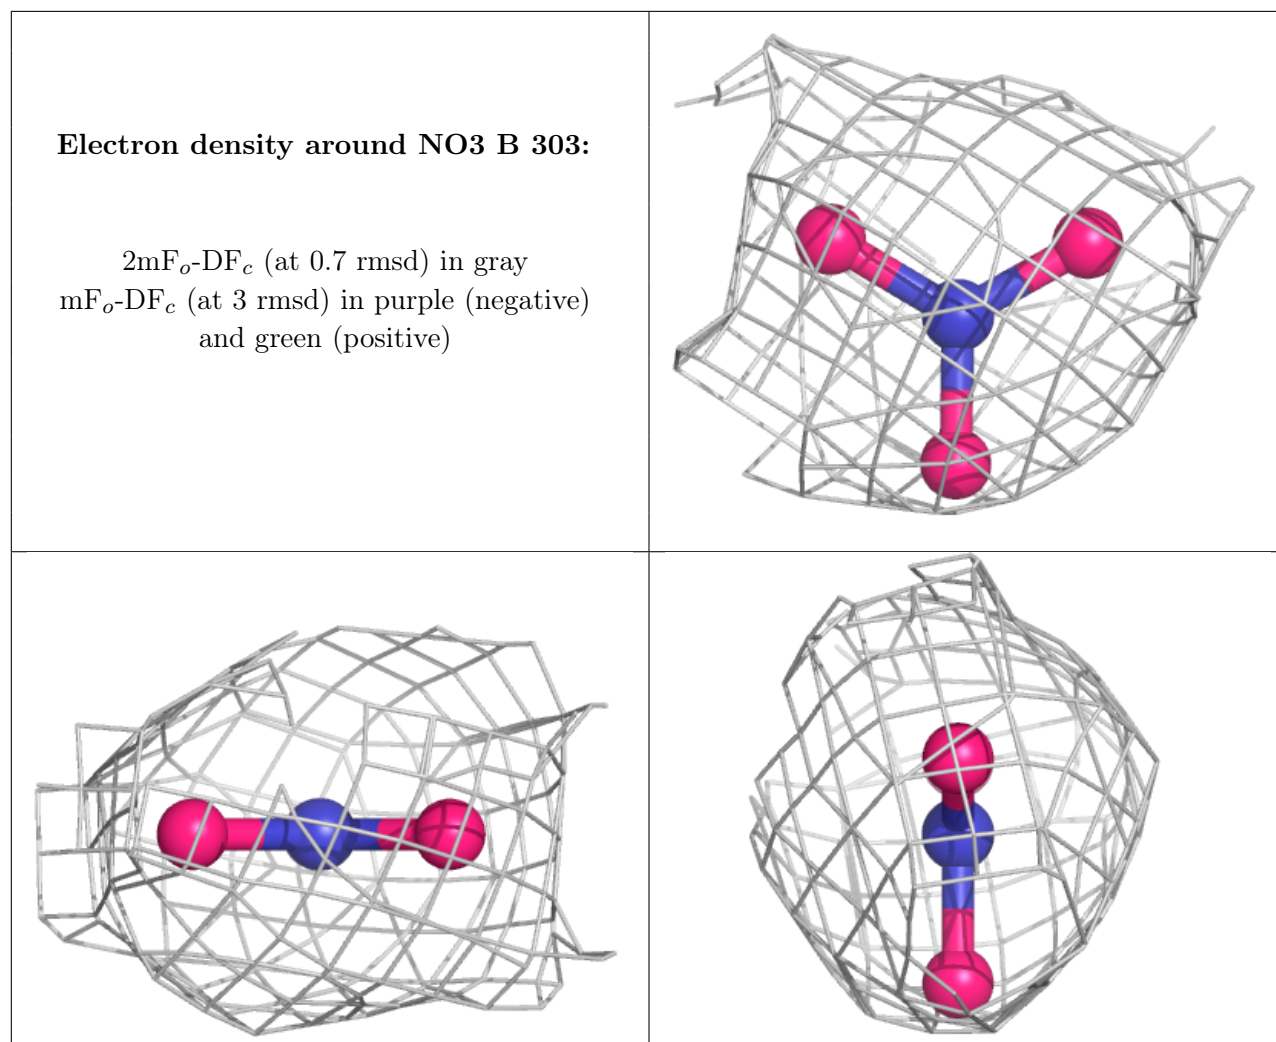 Electron density around NO3 B 303:
2mFo-DFc (at 0.7 rmsd) in gray
mFo-DFc (at 3 rmsd) in purple (negative)
and green (positive)